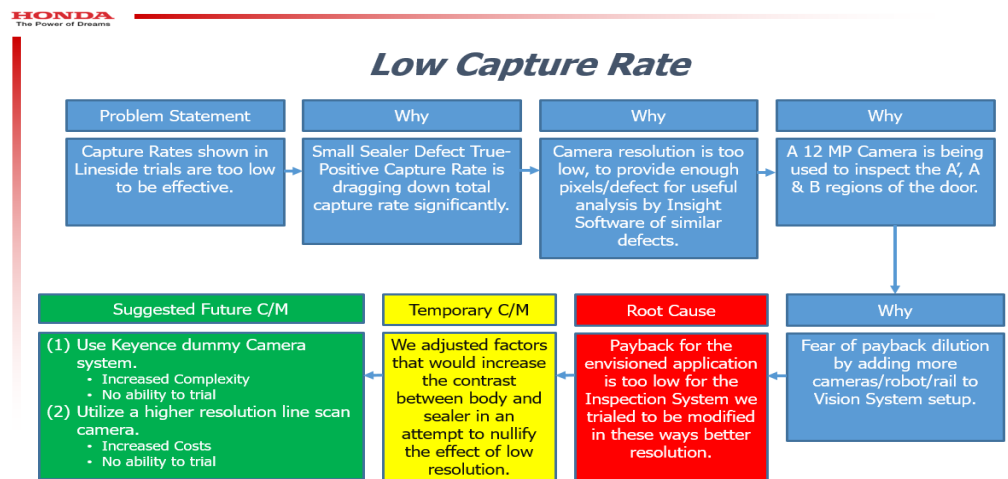 HONDA
The Power of Dreams
Low Capture Rate
Problem Statement
Capture Rates shown in
Lineside trials are too low
to be effective.
Why
Small Sealer Defect True-
Positive Capture Rate is
dragging down total
capture rate significantly.
Why
Camera resolution is too
low, to provide enough
pixels/defect for useful
analysis by Insight
Software of similar
defects.
Why
A 12 MP Camera is being
used to inspect the A’, A
& B regions of the door.
Why
Fear of payback dilution
by adding more
cameras/robot/rail to
Vision System setup.
Root Cause
Payback for the
envisioned application
is too low for the
Inspection System we
trialed to be modified
in these ways better
resolution.
Temporary C/M
We adjusted factors
that would increase
the contrast
between body and
sealer in an
attempt to nullify
the effect of low
resolution.
Suggested Future C/M
(1) Use Keyence dummy Camera
system.
• Increased Complexity
• No ability to trial
(2) Utilize a higher resolution line scan
camera.
• Increased Costs
• No ability to trial